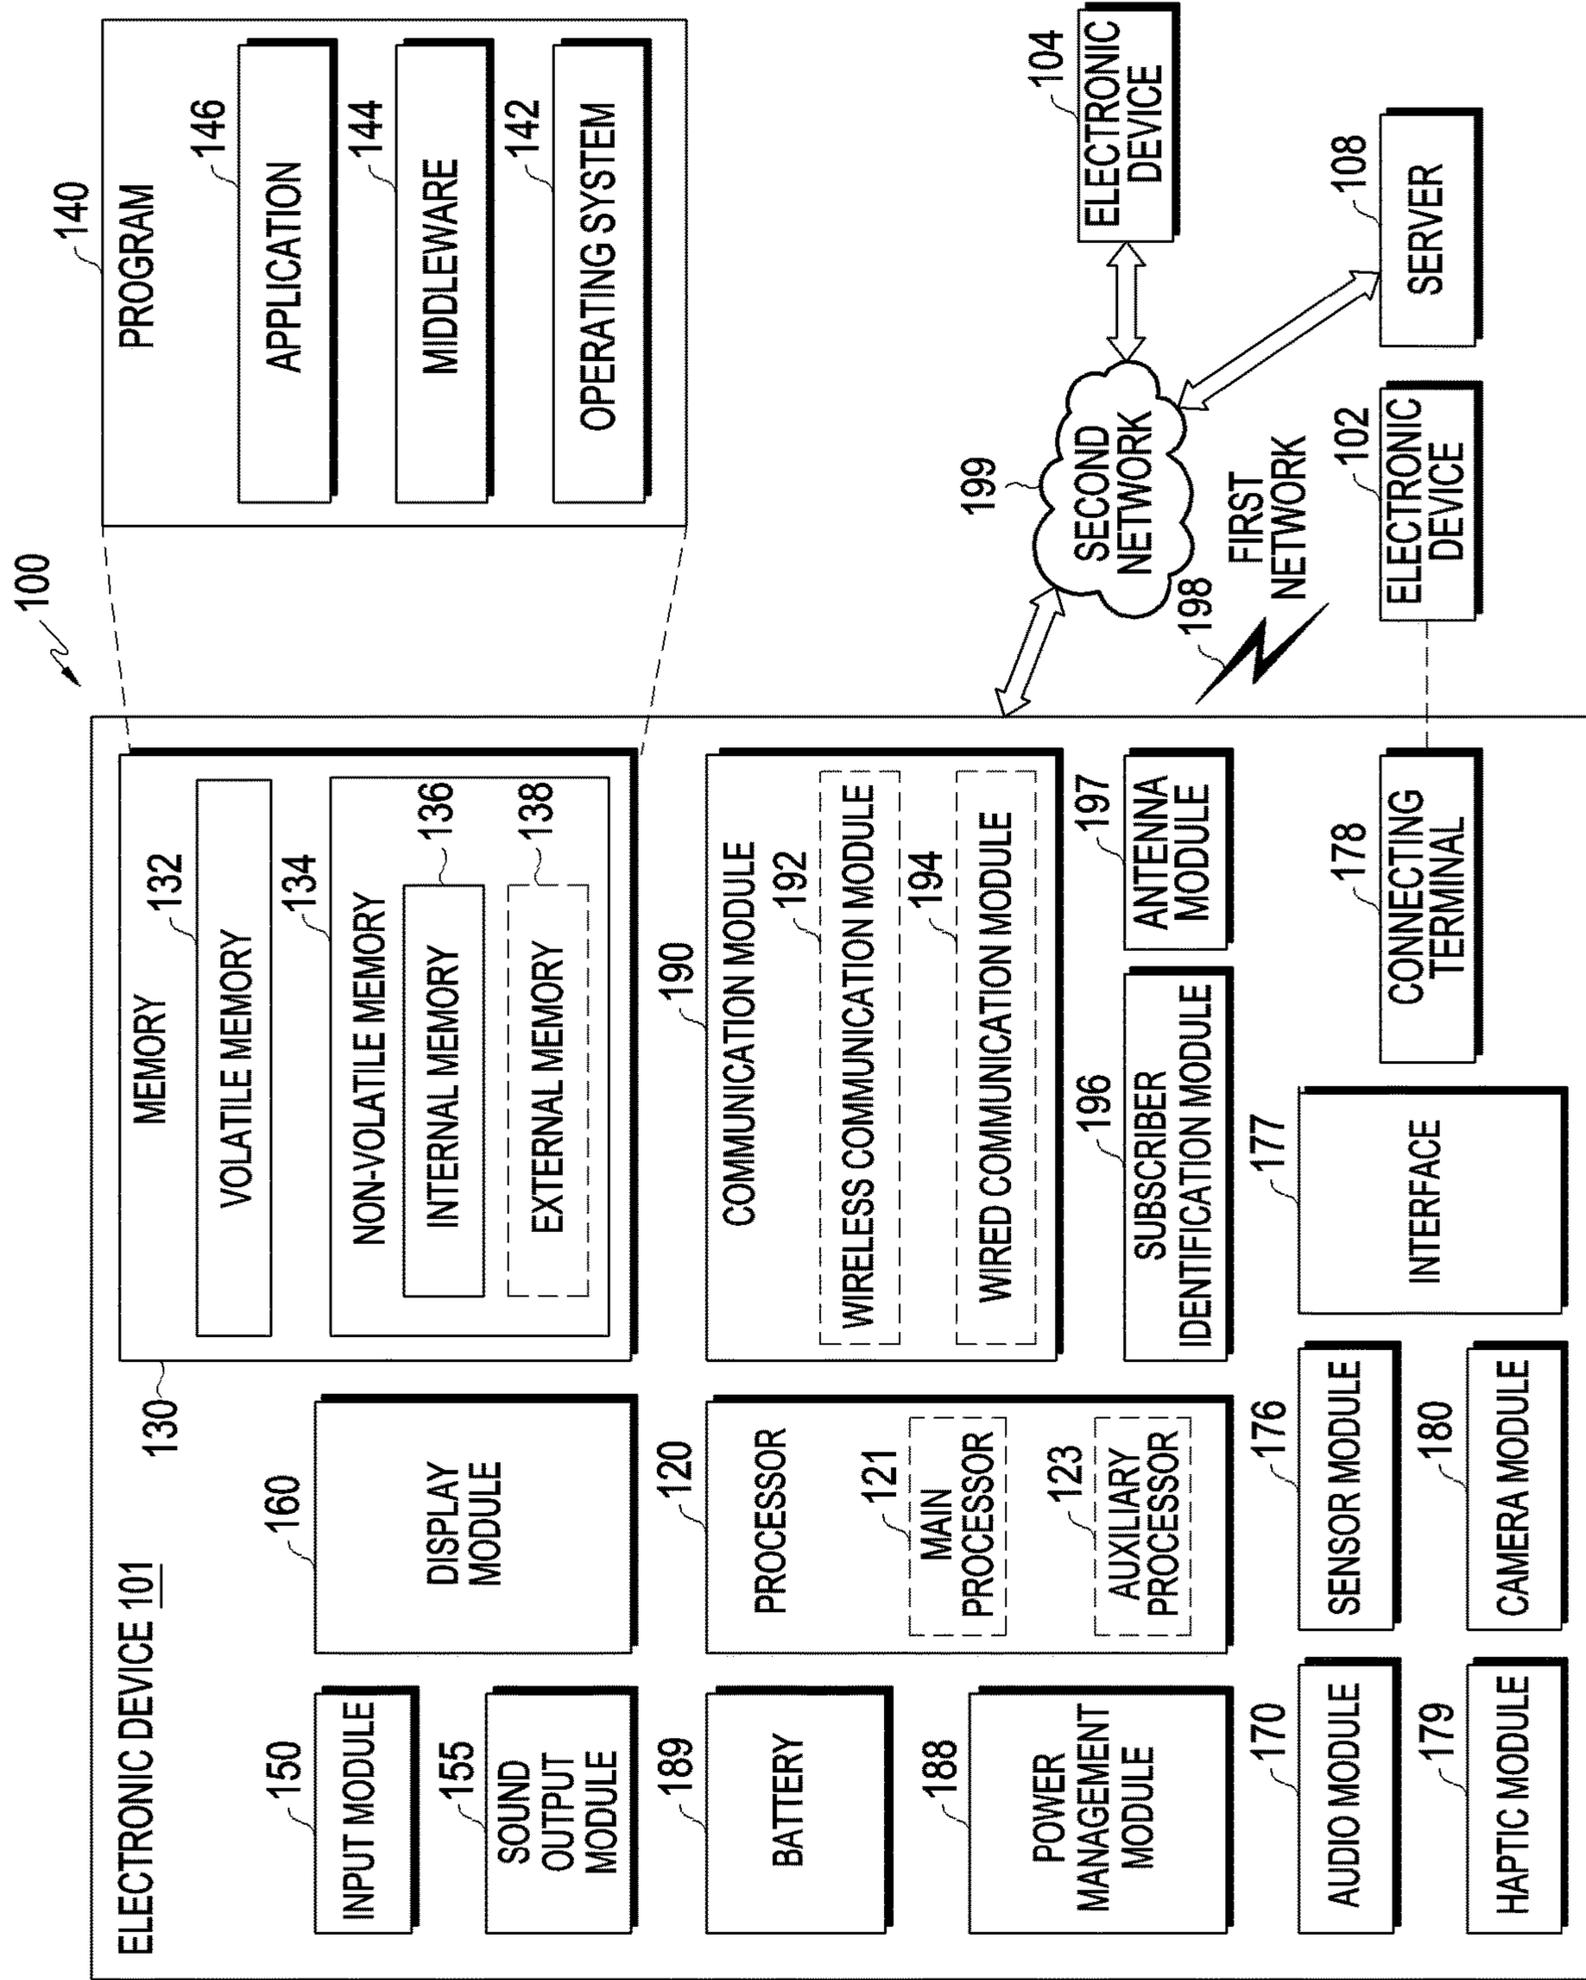 100
ELECTRONIC DEVICE 101
150
INPUT MODULE
155
SOUND
OUTPUT
MODULE
189
BATTERY
188
POWER
MANAGEMENT
MODULE
170
AUDIO MODULE
179
HAPTIC MODULE
160
DISPLAY
MODULE
120
PROCESSOR
121
MAIN
PROCESSOR
123
AUXILIARY
PROCESSOR
176
SENSOR MODULE
180
CAMERA MODULE
130
MEMORY
132
VOLATILE MEMORY
134
NON-VOLATILE MEMORY
136
INTERNAL MEMORY
138
EXTERNAL MEMORY
190
COMMUNICATION MODULE
192
WIRELESS COMMUNICATION MODULE
194
WIRED COMMUNICATION MODULE
196
SUBSCRIBER
IDENTIFICATION MODULE
197
ANTENNA
MODULE
177
INTERFACE
178
CONNECTING
TERMINAL
140
PROGRAM
146
APPLICATION
144
MIDDLEWARE
142
OPERATING SYSTEM
199
SECOND
NETWORK
104
ELECTRONIC
DEVICE
198
FIRST
NETWORK
102
ELECTRONIC
DEVICE
108
SERVER